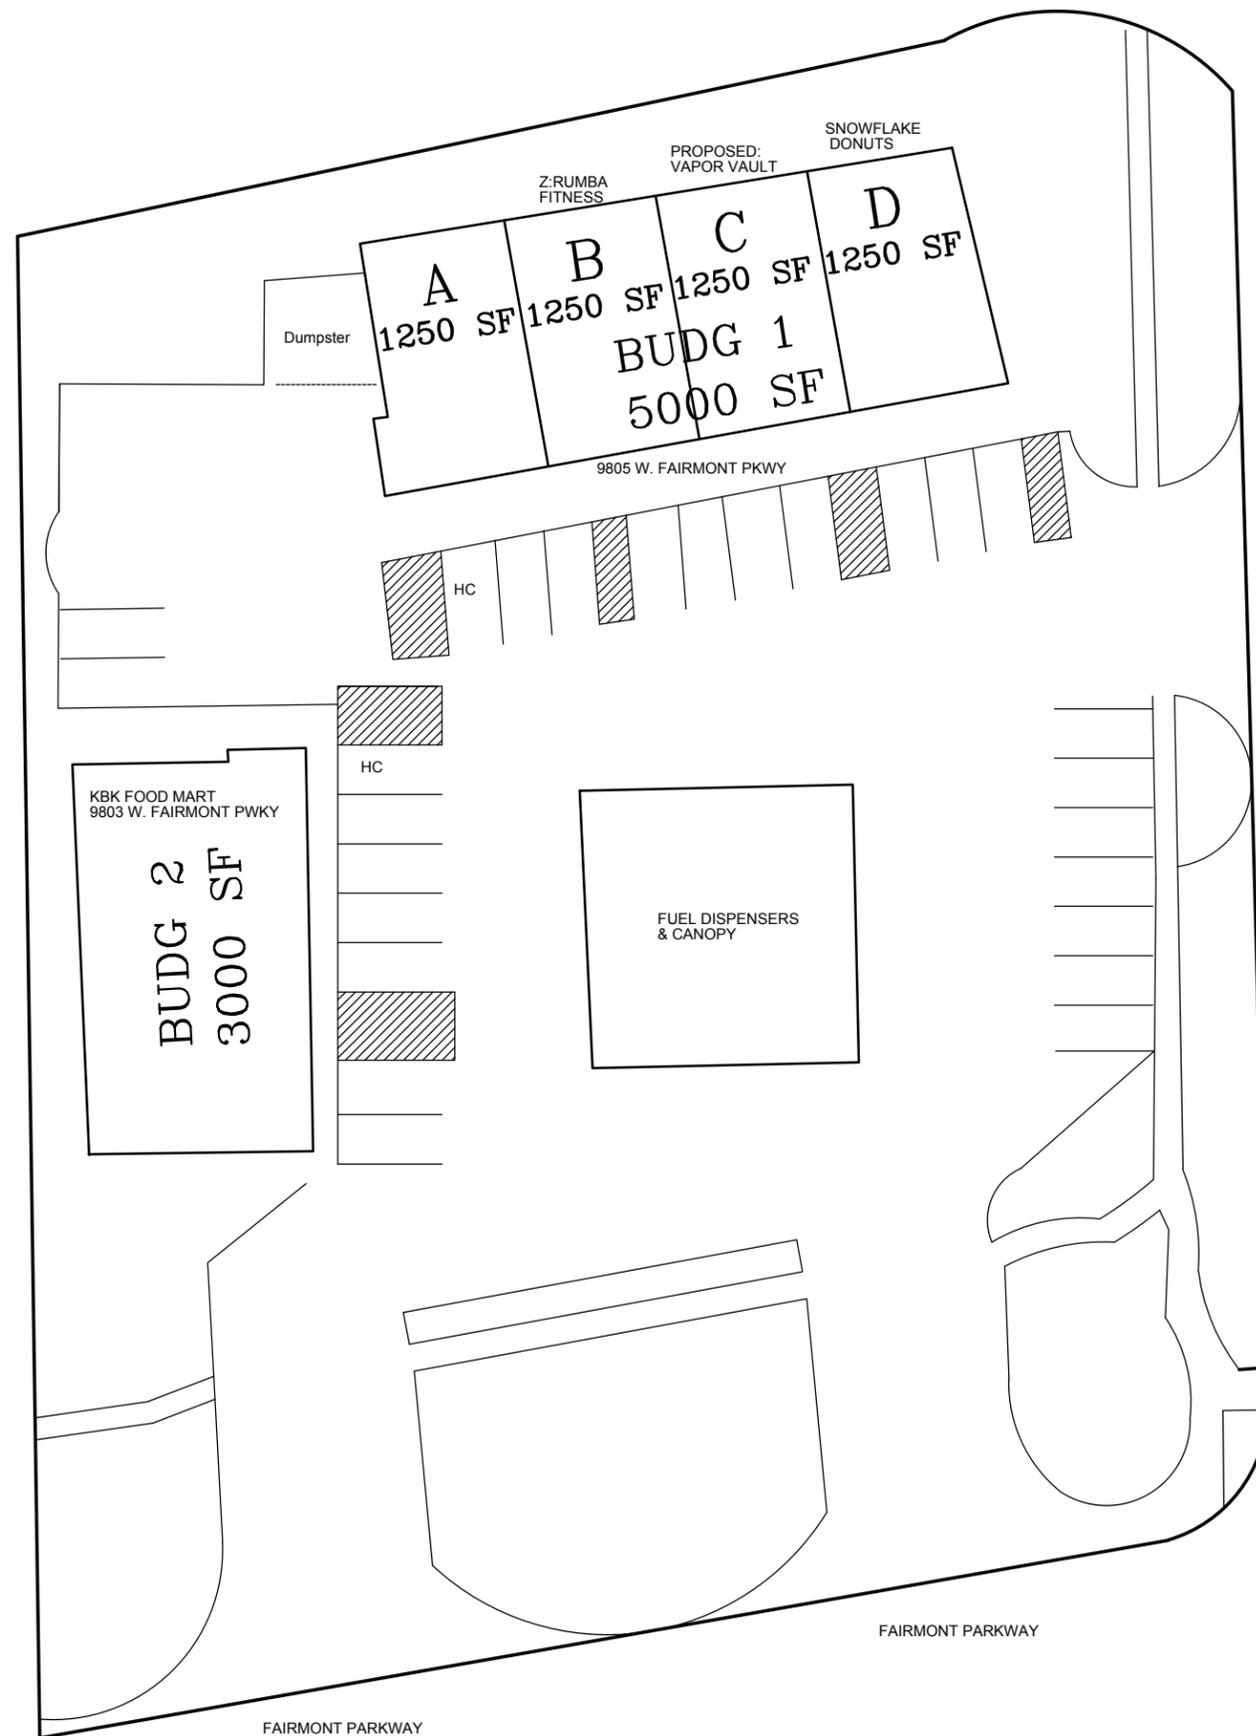 SNOWFLAKE
DONUTS
PROPOSED:
VAPOR VAULT
Z:RUMBA
FITNESS
A
1250 SF
B
1250 SF
C
1250 SF
D
1250 SF
BUDG 1
5000 SF
Dumpster
9805 W. FAIRMONT PKWY
HC
HC
KBK FOOD MART
9803 W. FAIRMONT PWKY
BUDG 2
3000 SF
FUEL DISPENSERS
& CANOPY
FAIRMONT PARKWAY
FAIRMONT PARKWAY